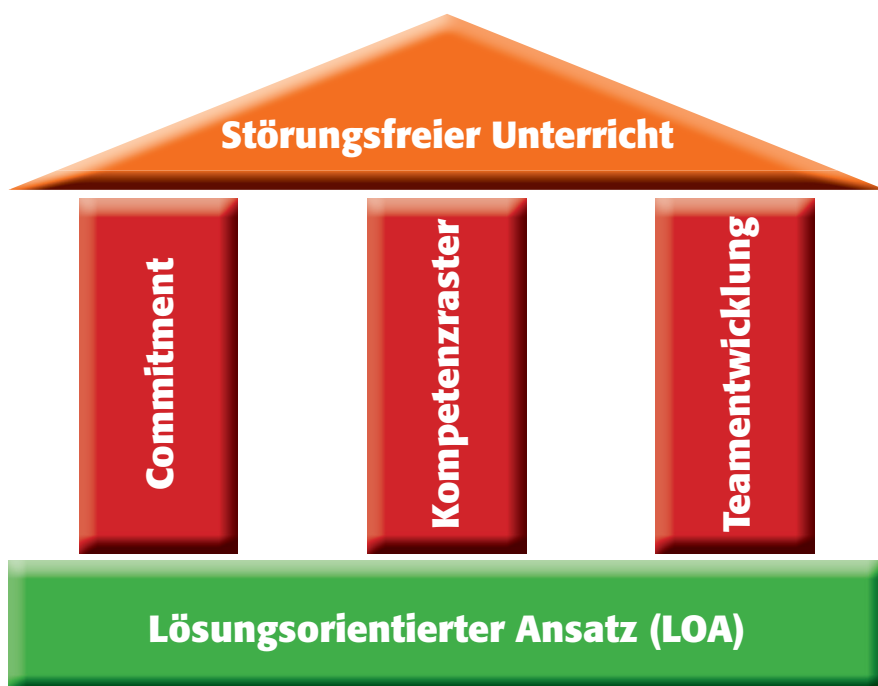 Störungsfreier Unterricht
Commitment
Kompetenzraster
Teamentwicklung
Lösungsorientierter Ansatz (LOA)